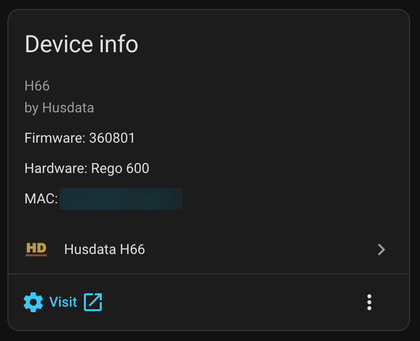 Device info
H66
by Husdata
Firmware: 360801
Hardware: Rego 600
MAC:
HD
Husdata H66
Visit